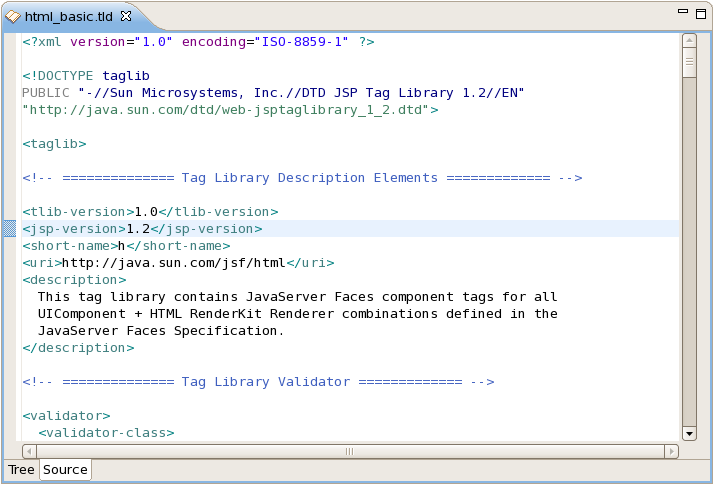 html_basic.tld
<?xml version="1.0" encoding="ISO-8859-1" ?>
<!DOCTYPE taglib
PUBLIC "-//Sun Microsystems, Inc.//DTD JSP Tag Library 1.2//EN"
"http://java.sun.com/dtd/web-jsptaglibrary_1_2.dtd">
<taglib>
<!-- ============== Tag Library Description Elements ============= -->
<tlib-version>1.0</tlib-version>
<jsp-version>1.2</jsp-version>
<short-name>h</short-name>
<uri>http://java.sun.com/jsf/html</uri>
<description>
This tag library contains JavaServer Faces component tags for all
UIComponent + HTML RenderKit Renderer combinations defined in the
JavaServer Faces Specification.
</description>
<!-- ============== Tag Library Validator ============= -->
<validator>
<validator-class>
Tree Source